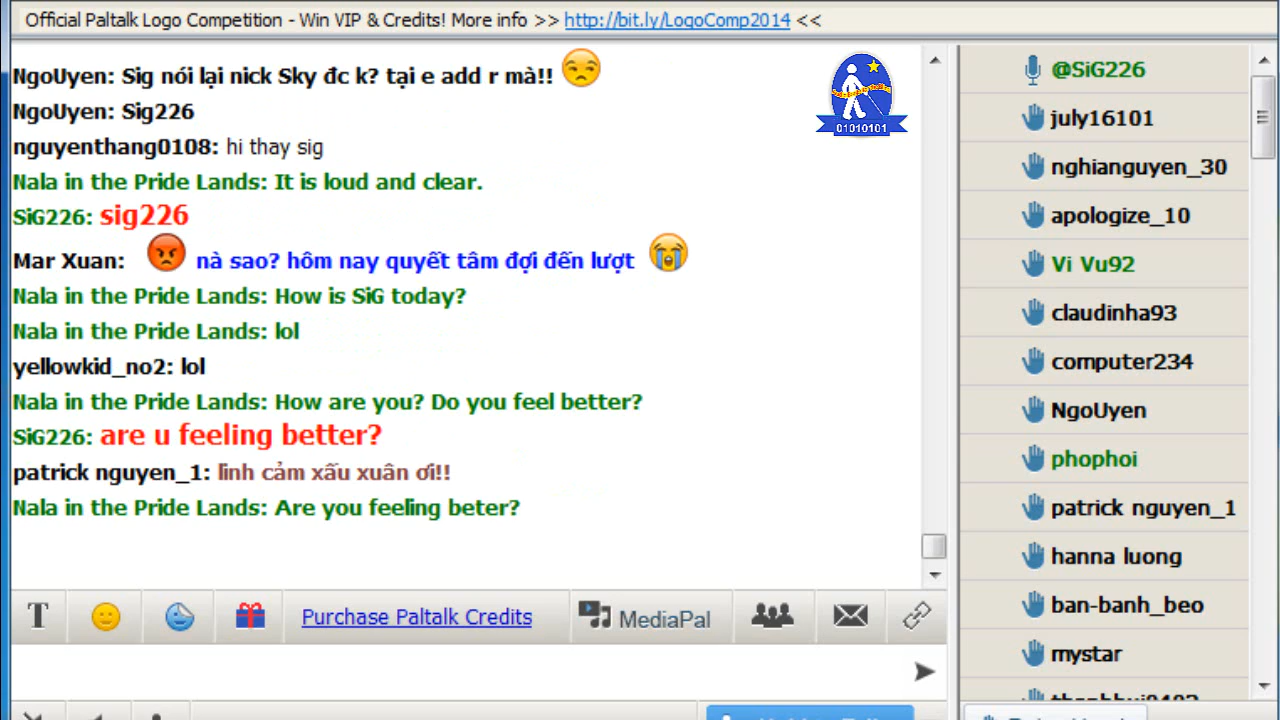 Official Paltalk Logo Competition - Win VIP & Credits! More info >> http://bit.ly/LogoComp2014 <<
NgoUyen: Sig nói lại nick Sky đc k? tại e add r mà!!
NgoUyen: Sig226
nguyenthang0108: hi thay sig
Nala in the Pride Lands: It is loud and clear.
SiG226: sig226
Mar Xuan: nà sao? hôm nay quyết tâm đợi đến lượt
Nala in the Pride Lands: How is SiG today?
Nala in the Pride Lands: lol
yellowkid_no2: lol
Nala in the Pride Lands: How are you? Do you feel better?
SiG226: are u feeling better?
patrick nguyen_1: linh cảm xấu xuân ơi!!
Nala in the Pride Lands: Are you feeling beter?
01010101
T
Purchase Paltalk Credits
MediaPal
@SiG226
july16101
nghianguyen_30
apologize_10
Vi Vu92
claudinha93
computer234
NgoUyen
phophoi
patrick nguyen_1
hanna luong
ban-banh_beo
mystar